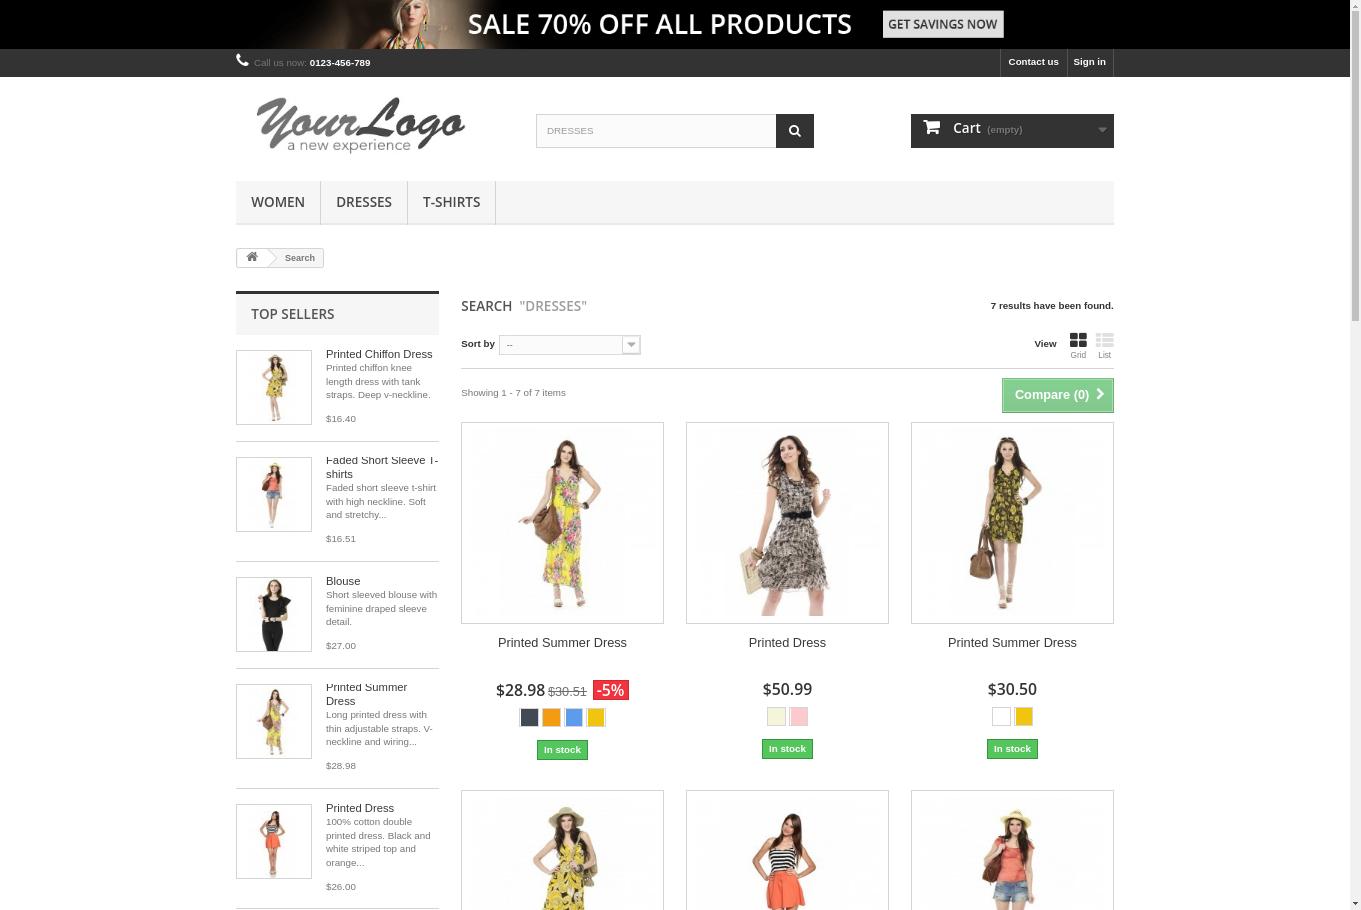 SALE 70% OFF ALL PRODUCTS
GET SAVINGS NOW
Call us now: 0123-456-789
Contact us
Sign in
YourLogo
a new experience
DRESSES
Cart (empty)
WOMEN
DRESSES
T-SHIRTS
Search
TOP SELLERS
Printed Chiffon Dress
Printed chiffon knee
length dress with tank
straps. Deep v-neckline.
$16.40
Faded Short Sleeve T-
shirts
Faded short sleeve t-shirt
with high neckline. Soft
and stretchy...
$16.51
Blouse
Short sleeved blouse with
feminine draped sleeve
detail.
$27.00
Printed Summer
Dress
Long printed dress with
thin adjustable straps. V-
neckline and wiring...
$28.98
Printed Dress
100% cotton double
printed dress. Black and
white striped top and
orange...
$26.00
SEARCH "DRESSES"
7 results have been found.
Sort by --
View
Grid
List
Showing 1 - 7 of 7 items
Compare (0)
Printed Summer Dress
$28.98 $30.51 -5%
In stock
Printed Dress
$50.99
In stock
Printed Summer Dress
$30.50
In stock